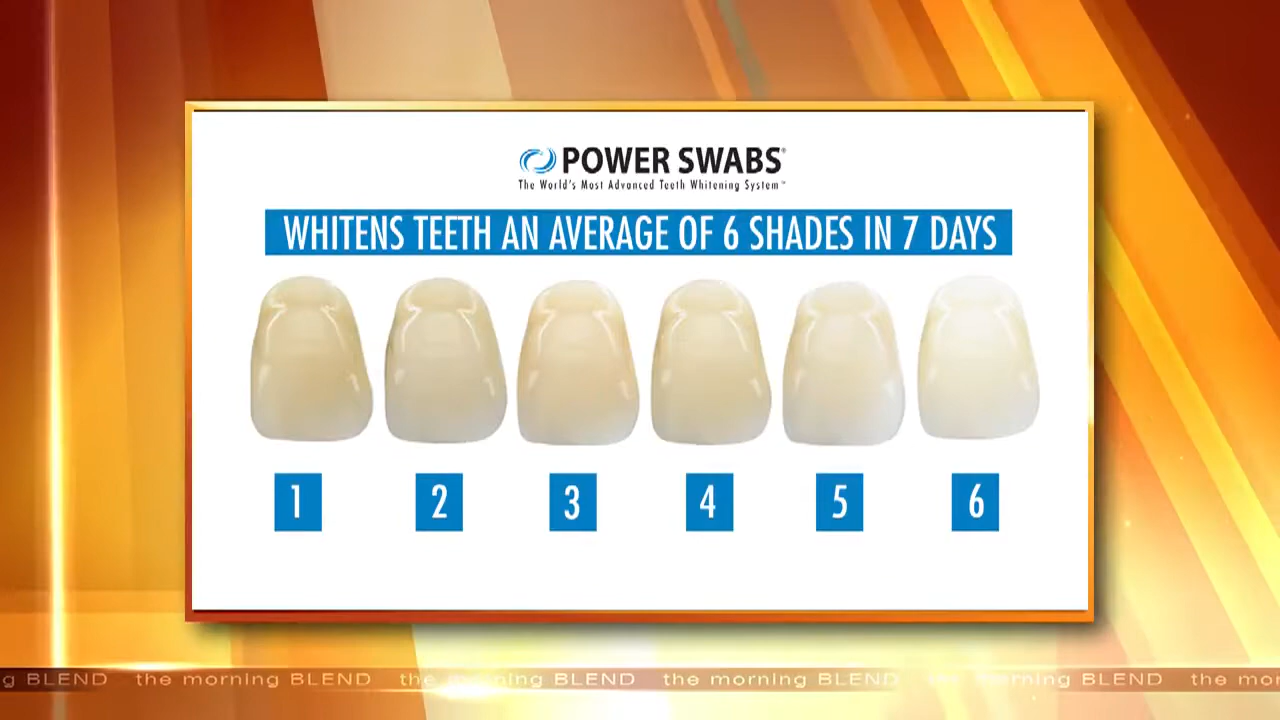 POWER SWABS®
The World's Most Advanced Teeth Whitening System™
WHITENS TEETH AN AVERAGE OF 6 SHADES IN 7 DAYS
1 2 3 4 5 6
g BLEND the morning BLEND the morning BLEND the morning BLEND the morning BLEND the mor